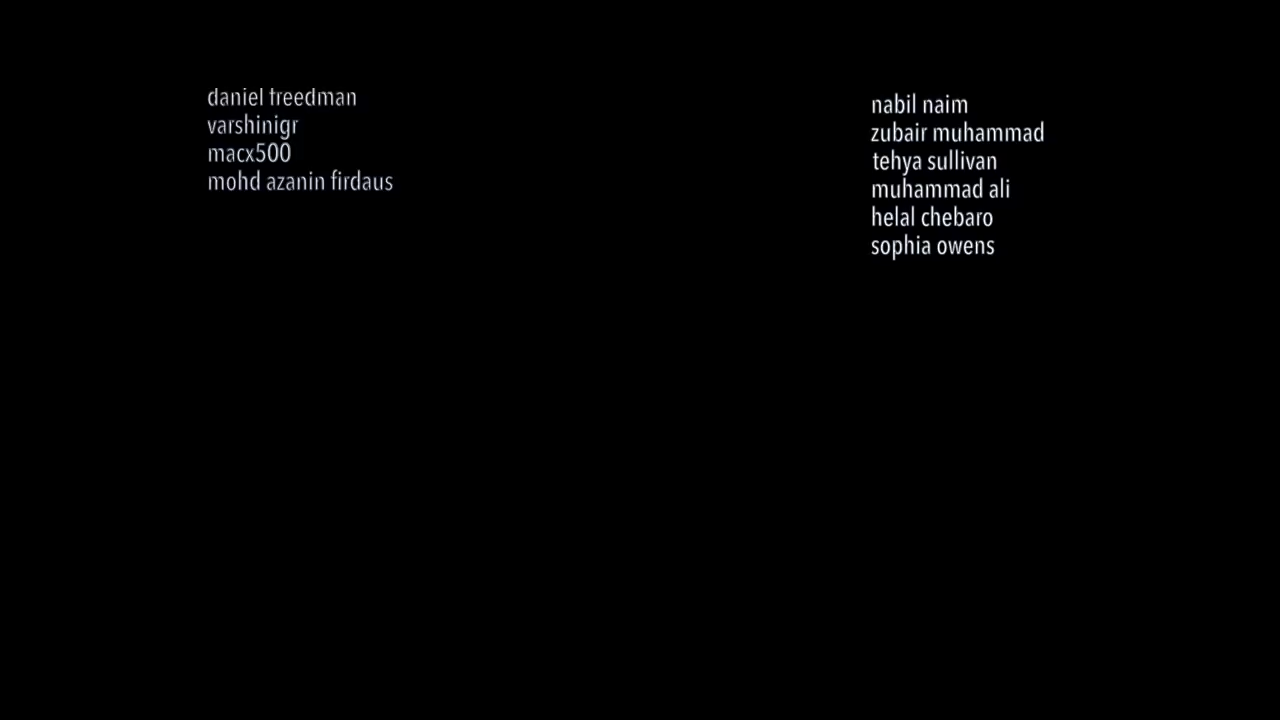 daniel freedman
varshinigr
macx500
mohd azanin firdaus
nabil naim
zubair muhammad
tehya sullivan
muhammad ali
helal chebaro
sophia owens